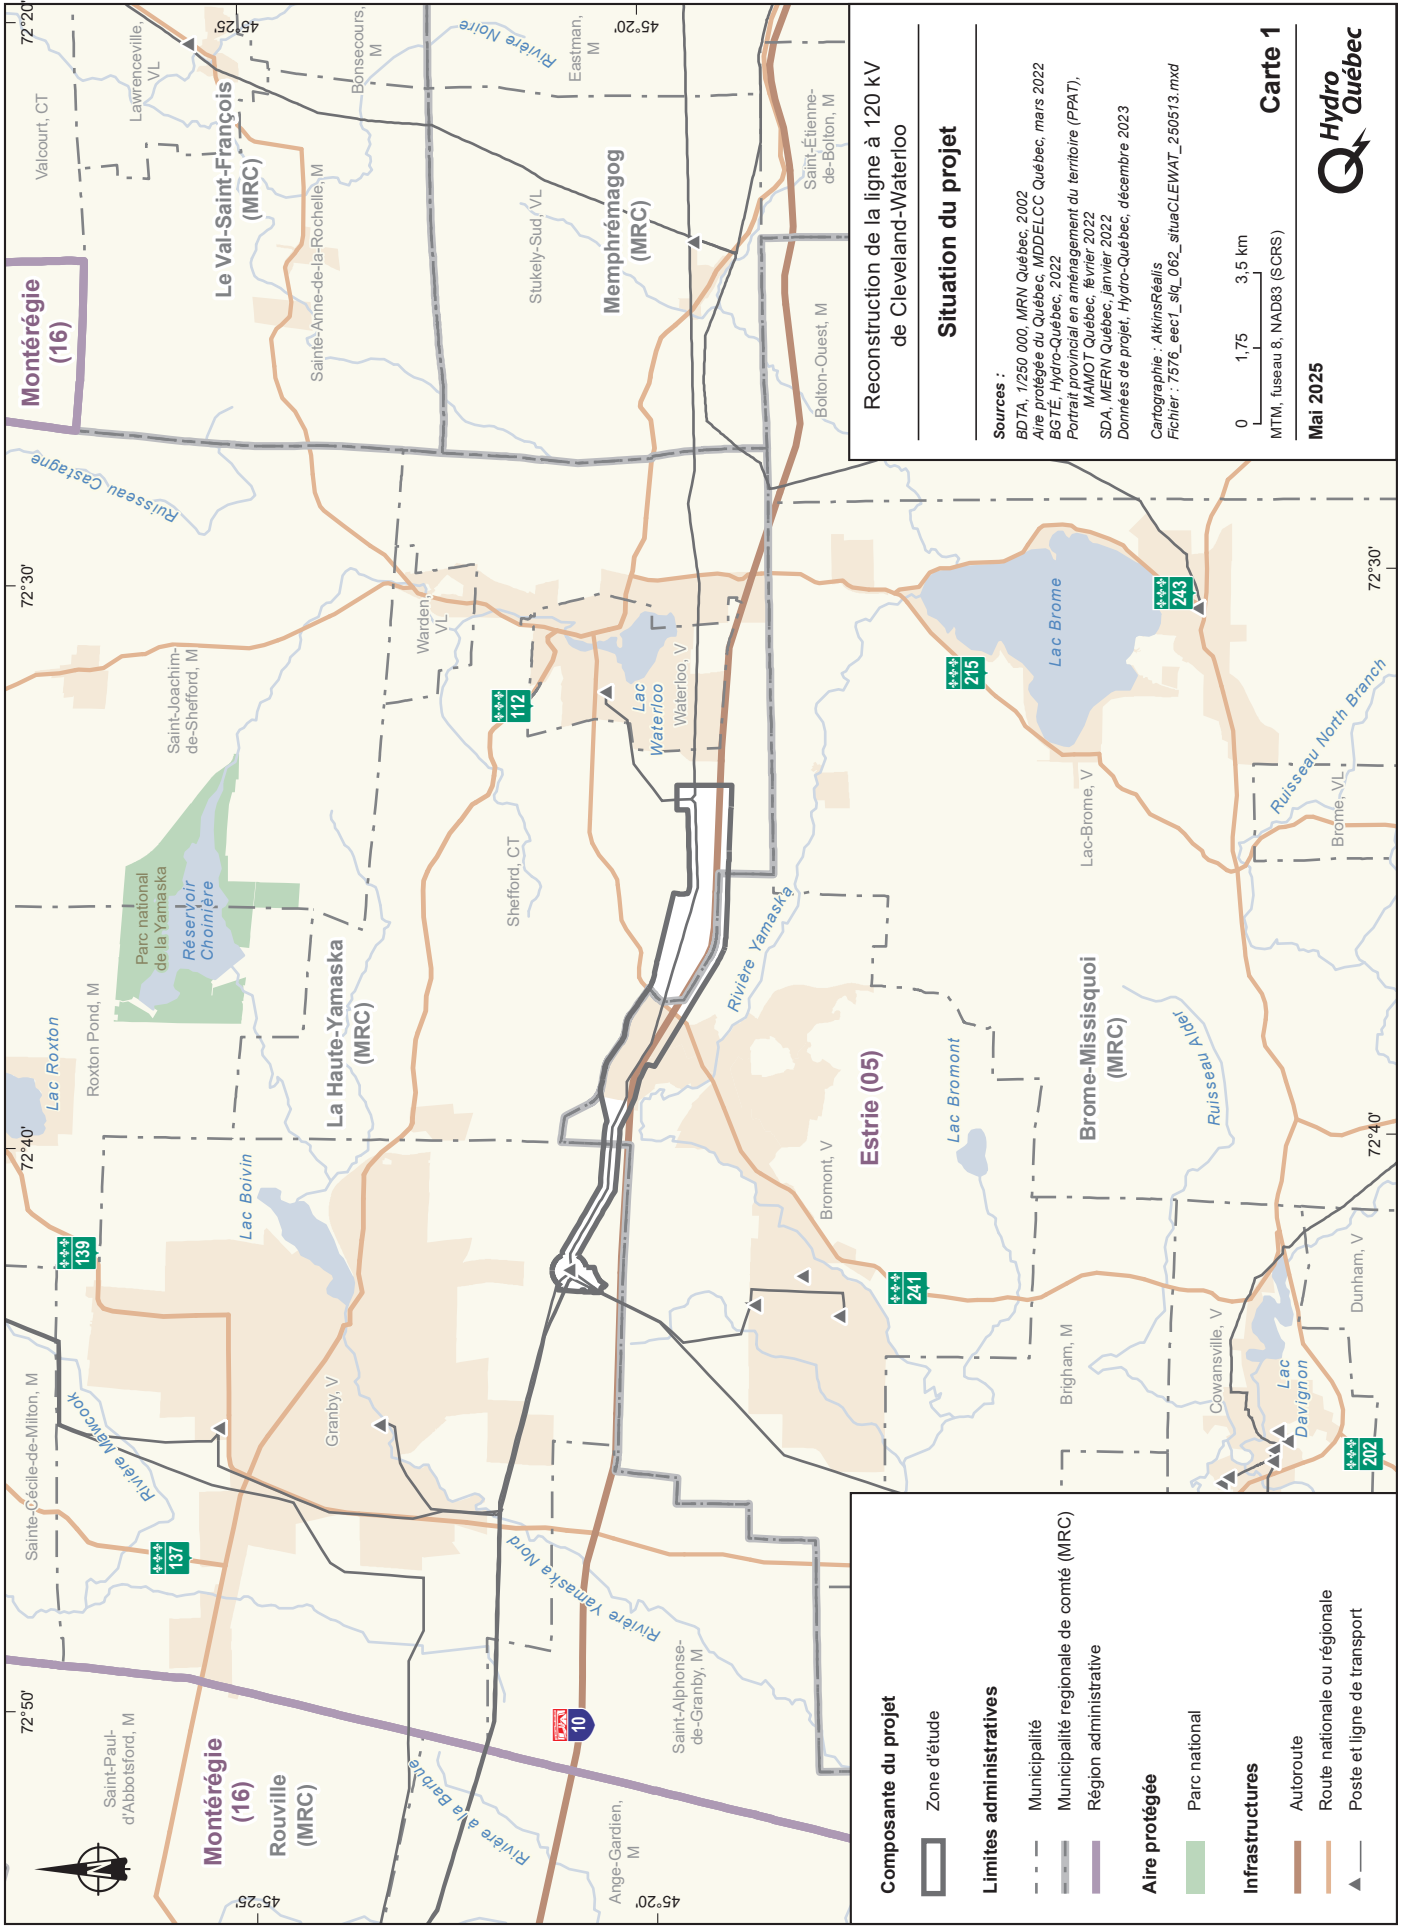 72°50'
72°40'
72°30'
72°20'
45°25'
45°20'
45°25'
45°20'
72°40'
72°30'
Saint-Paul-
d'Abbotsford, M
Montérégie
(16)
Rouville
(MRC)
Ange-Gardien,
M
Rivière à la Barbue
Saint-Alphonse-
de-Granby, M
10
Rivière Yamaska Nord
Sainte-Cécile-de-Milton, M
Rivière Mawcook
137
139
Granby, V
Lac Boivin
Lac Roxton
Roxton Pond, M
La Haute-Yamaska
(MRC)
Parc national
de la Yamaska
Réservoir
Choinière
Saint-Joachim-
de-Shefford, M
Shefford, CT
Warden,
VL
112
Lac
Waterloo
Waterloo, V
Ruisseau Castagne
Montérégie
(16)
Valcourt, CT
Lawrenceville,
VL
Le Val-Saint-François
(MRC)
Sainte-Anne-de-la-Rochelle, M
Bonsecours,
M
Rivière Noire
Eastman,
M
Stukely-Sud, VL
Memphrémagog
(MRC)
Saint-Étienne-
de-Bolton, M
Bolton-Ouest, M
Rivière Yamaska
Estrie (05)
Bromont, V
Lac Bromont
241
Brome-Missisquoi
(MRC)
Ruisseau Alder
Brigham, M
Cowansville, V
Lac
Davignon
202
Dunham, V
Lac-Brome, V
Lac Brome
215
243
Ruisseau North Branch
Brome, VL
Composante du projet
Zone d'étude
Limites administratives
Municipalité
Municipalité regionale de comté (MRC)
Région administrative
Aire protégée
Parc national
Infrastructures
Autoroute
Route nationale ou régionale
Poste et ligne de transport
Reconstruction de la ligne à 120 kV
de Cleveland-Waterloo
Situation du projet
Sources :
BDTA, 1/250 000, MRN Québec, 2002
Aire protégée du Québec, MDDELCC Québec, mars 2022
BGTÉ, Hydro-Québec, 2022
Portrait provincial en aménagement du territoire (PPAT),
MAMOT Québec, février 2022
SDA, MERN Québec, janvier 2022
Données de projet, Hydro-Québec, décembre 2023
Cartographie : AtkinsRéalis
Fichier : 7576_eec1_slq_062_situaCLEWAT_250513.mxd
0 1,75 3,5 km
MTM, fuseau 8, NAD83 (SCRS)
Carte 1
Mai 2025
Hydro
Québec